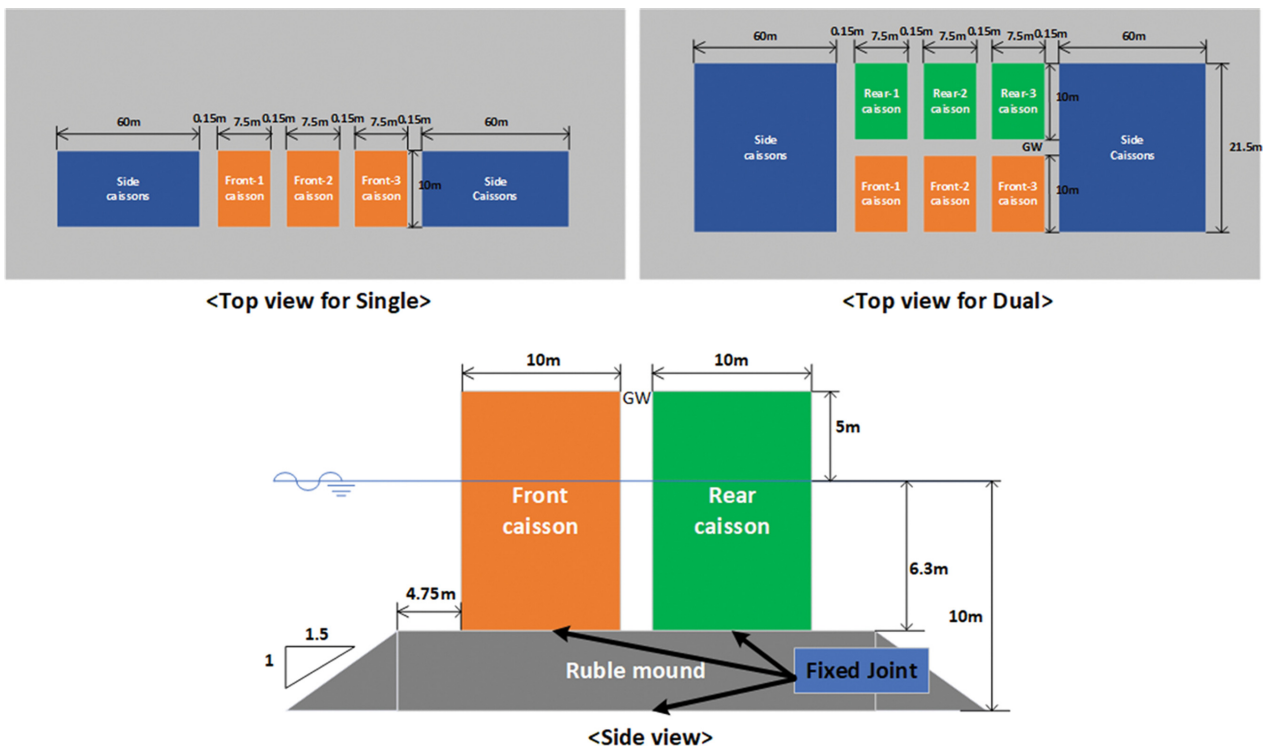 60m 0.15m 7.5m 0.15m 7.5m 0.15m 7.5m 0.15m 60m
Side caissons
Front-1 caisson
Front-2 caisson
Front-3 caisson
10m
Side Caissons
<Top view for Single>
60m 0.15m 7.5m 0.15m 7.5m 0.15m 7.5m 0.15m 60m
Side caissons
Rear-1 caisson
Rear-2 caisson
Rear-3 caisson
10m
GW
Front-1 caisson
Front-2 caisson
Front-3 caisson
10m
Side Caissons
21.5m
<Top view for Dual>
10m
10m
GW
5m
Front
caisson
Rear
caisson
6.3m
4.75m
10m
1.5
1
Ruble mound
Fixed Joint
<Side view>